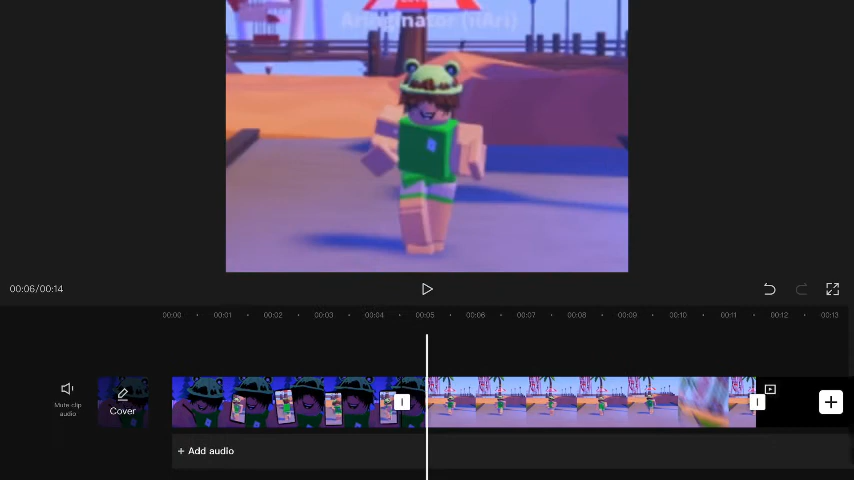 Ariaginator (iiAri)
00:06/00:14
00:00 00:01 00:02 00:03 00:04 00:05 00:06 00:07 00:08 00:09 00:10 00:11 00:12 00:13
Mute clip
audio
Cover
+ Add audio